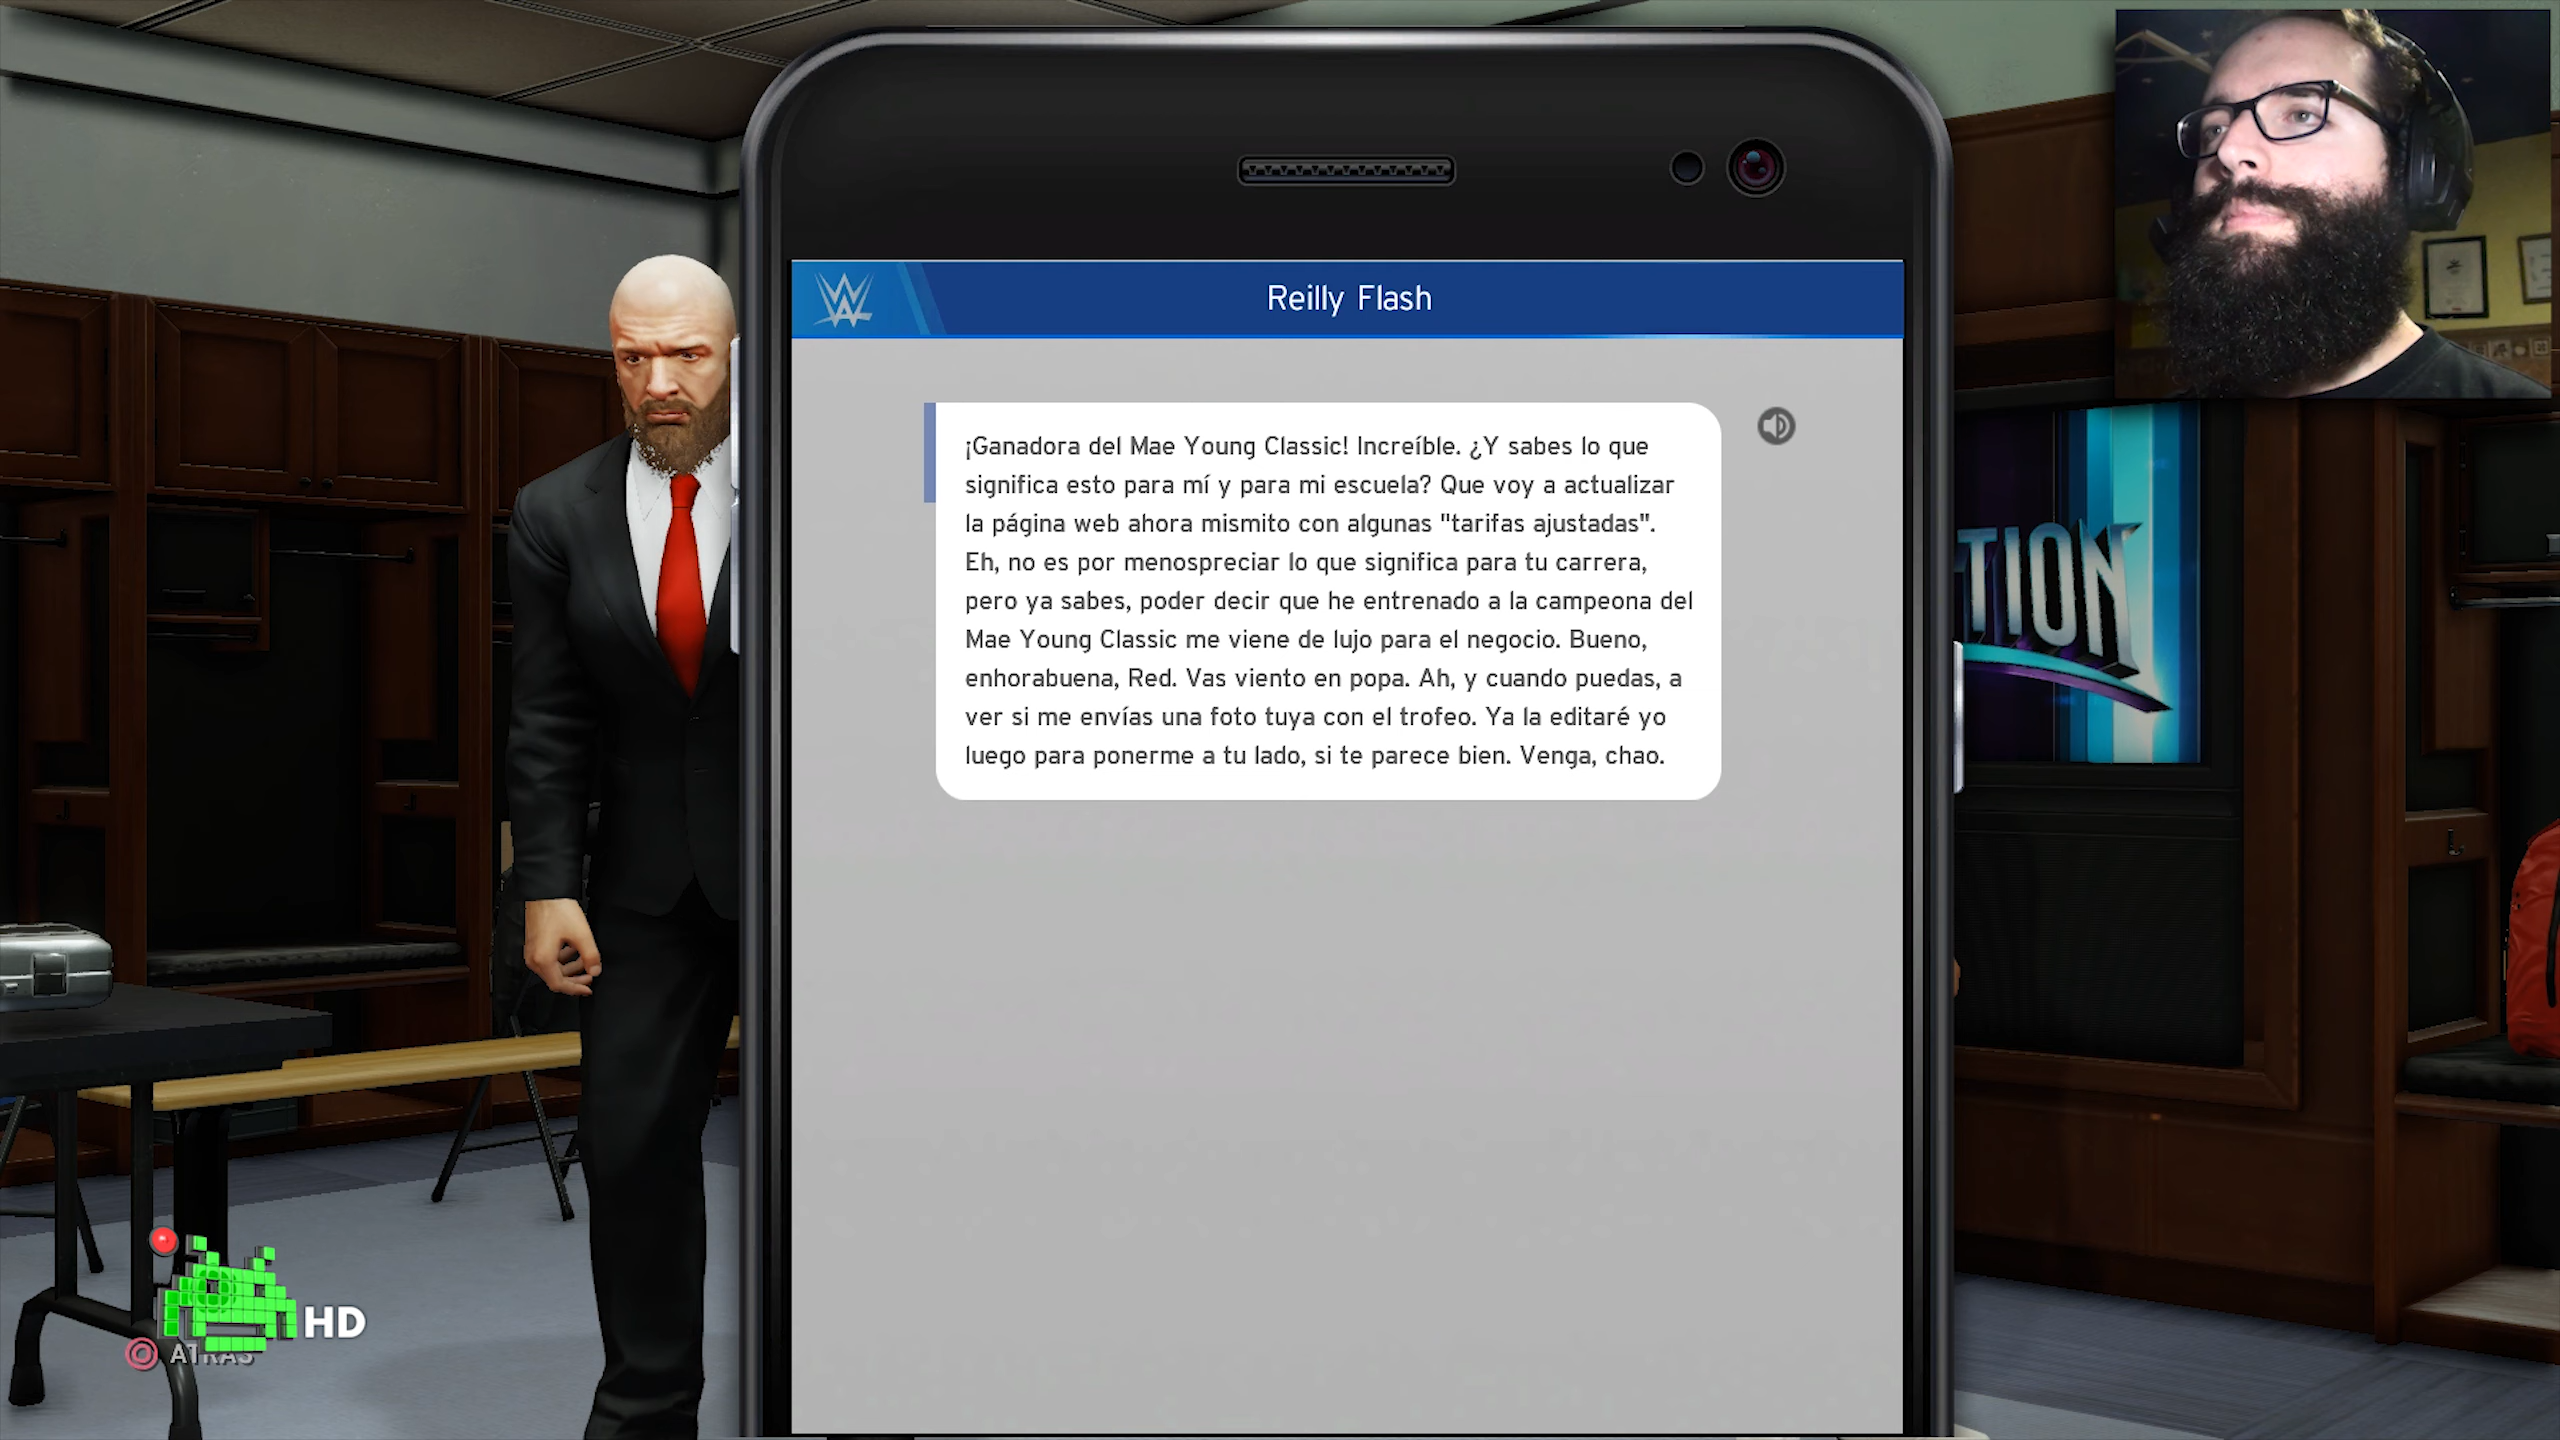 Reilly Flash
¡Ganadora del Mae Young Classic! Increíble. ¿Y sabes lo que
significa esto para mí y para mi escuela? Que voy a actualizar
la página web ahora mismito con algunas "tarifas ajustadas".
Eh, no es por menospreciar lo que significa para tu carrera,
pero ya sabes, poder decir que he entrenado a la campeona del
Mae Young Classic me viene de lujo para el negocio. Bueno,
enhorabuena, Red. Vas viento en popa. Ah, y cuando puedas, a
ver si me envías una foto tuya con el trofeo. Ya la editaré yo
luego para ponerme a tu lado, si te parece bien. Venga, chao.
TION
HD
ATRÁS